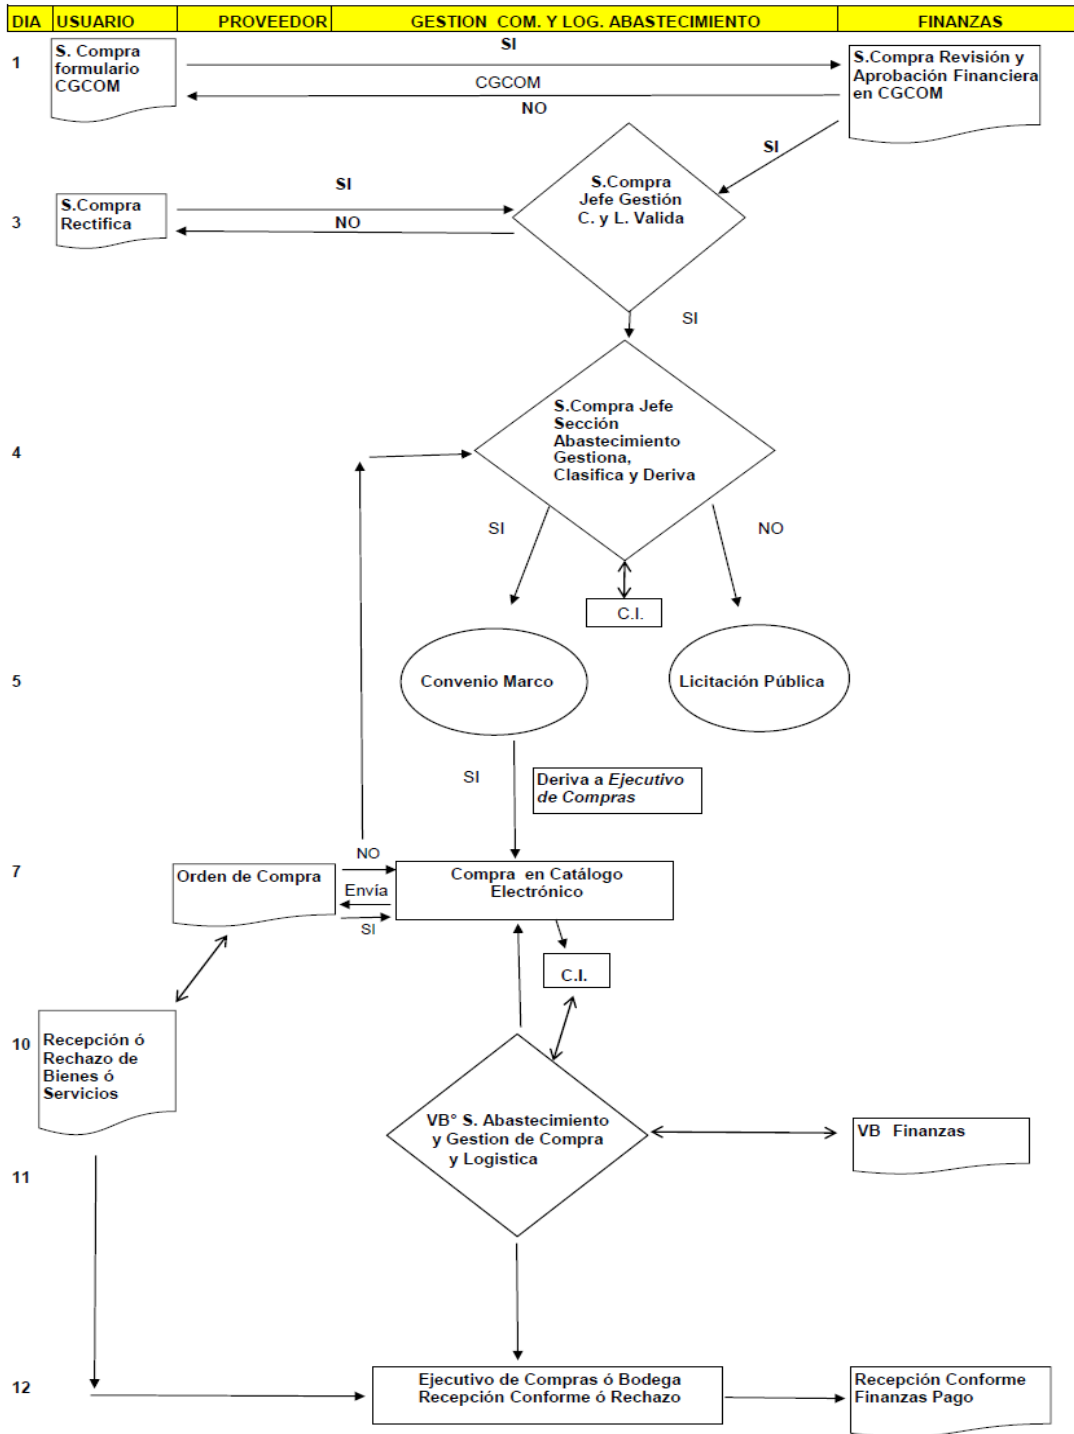 DIA USUARIO PROVEEDOR GESTION COM. Y LOG. ABASTECIMIENTO FINANZAS
1
S. Compra
formulario
CGCOM
SI
CGCOM
NO
S.Compra Revisión y
Aprobación Financiera
en CGCOM
SI
3
S.Compra
Rectifica
SI
NO
S.Compra
Jefe Gestión
C. y L. Valida
SI
4
S.Compra Jefe
Sección
Abastecimiento
Gestiona,
Clasifica y Deriva
SI
NO
C.I.
5
Convenio Marco
Licitación Pública
SI
Deriva a Ejecutivo
de Compras
7
Orden de Compra
NO
Envía
SI
Compra en Catálogo
Electrónico
C.I.
10
Recepción ó
Rechazo de
Bienes ó
Servicios
VB° S. Abastecimiento
y Gestion de Compra
y Logistica
VB Finanzas
11
12
Ejecutivo de Compras ó Bodega
Recepción Conforme ó Rechazo
Recepción Conforme
Finanzas Pago